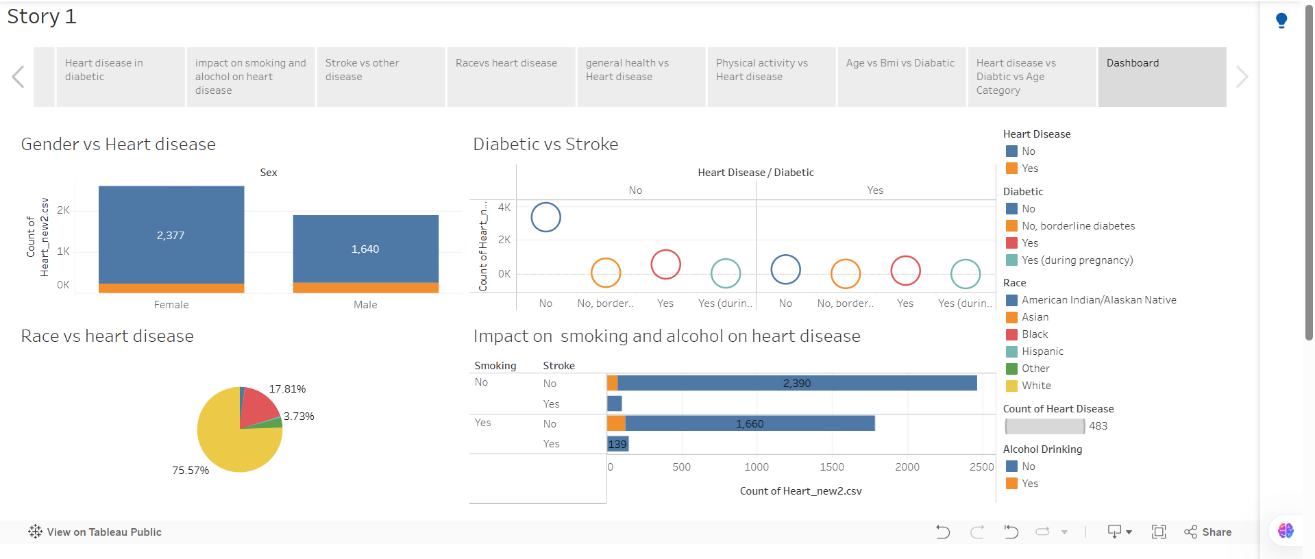 Story 1
Heart disease in
diabetic
impact on smoking and
alochol on heart
disease
Stroke vs other
disease
Racevs heart disease
general health vs
Heart disease
Physical activity vs
Heart disease
Age vs Bmi vs Diabatic
Heart disease vs
Diabtic vs Age
Category
Dashboard
Gender vs Heart disease
Sex
Count of
Heart_new2.csv
2K
1K
0K
2,377
1,640
Female
Male
Diabetic vs Stroke
Heart Disease / Diabetic
No
Yes
Count of Heart_n...
4K
2K
0K
No
No, border..
Yes
Yes (durin..
No
No, border..
Yes
Yes (durin..
Race vs heart disease
17.81%
3.73%
75.57%
Impact on smoking and alcohol on heart disease
Smoking
Stroke
No
No
2,390
Yes
Yes
No
1,660
Yes
139
0
500
1000
1500
2000
2500
Count of Heart_new2.csv
Heart Disease
No
Yes
Diabetic
No
No, borderline diabetes
Yes
Yes (during pregnancy)
Race
American Indian/Alaskan Native
Asian
Black
Hispanic
Other
White
Count of Heart Disease
483
Alcohol Drinking
No
Yes
View on Tableau Public
Share